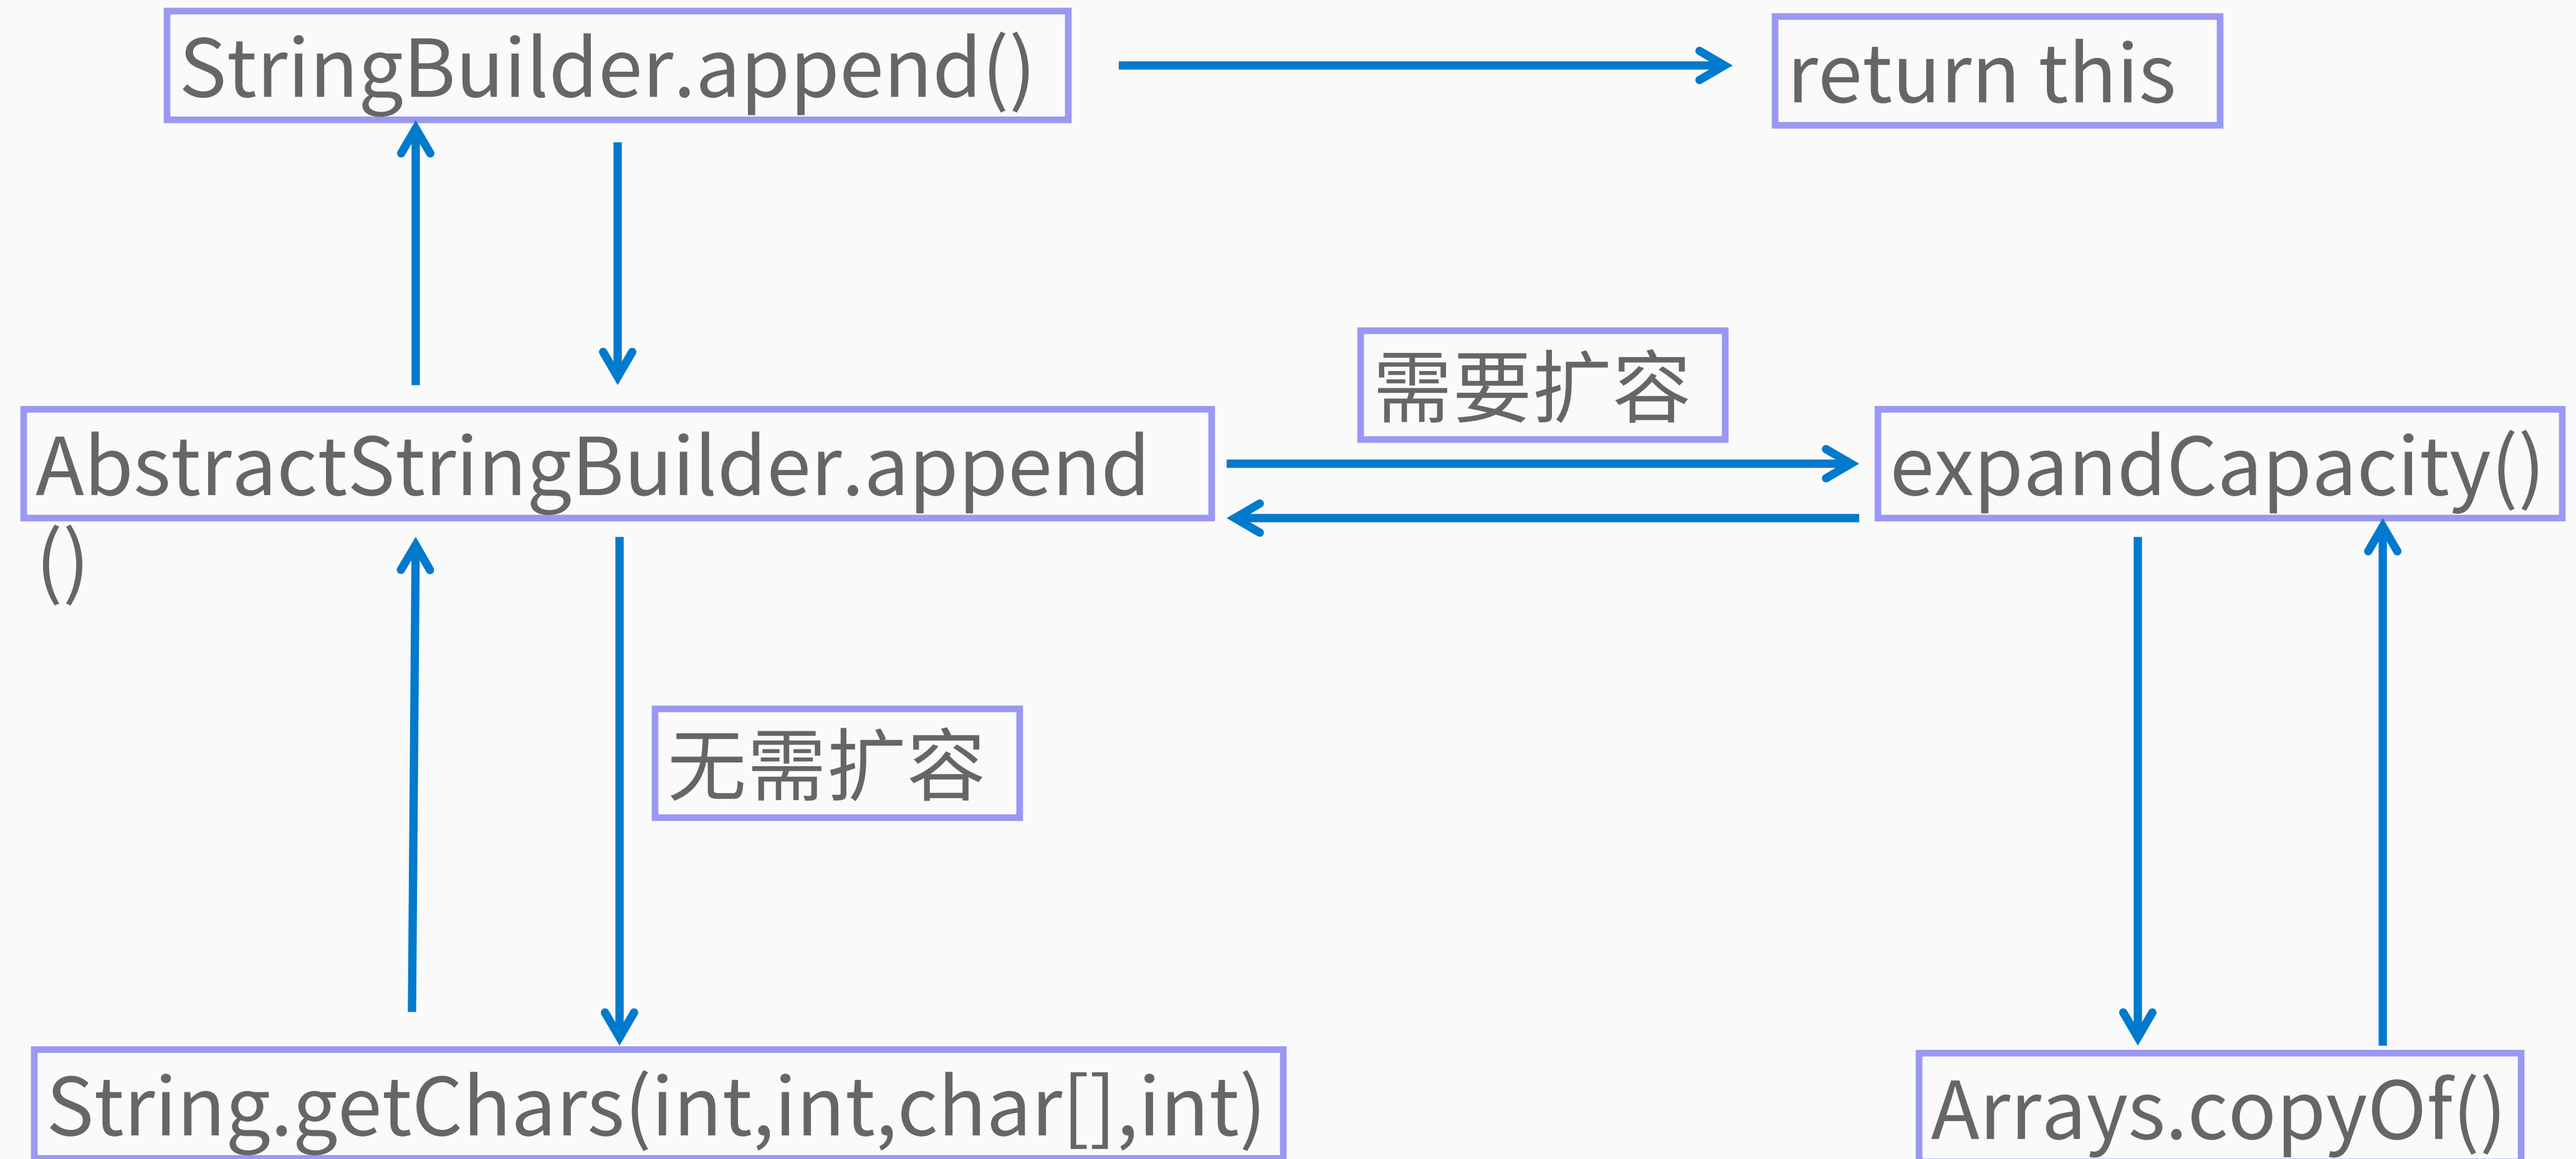 StringBuilder.append()
return this
需要扩容
AbstractStringBuilder.append
()
expandCapacity()
无需扩容
String.getChars(int,int,char[],int)
Arrays.copyOf()